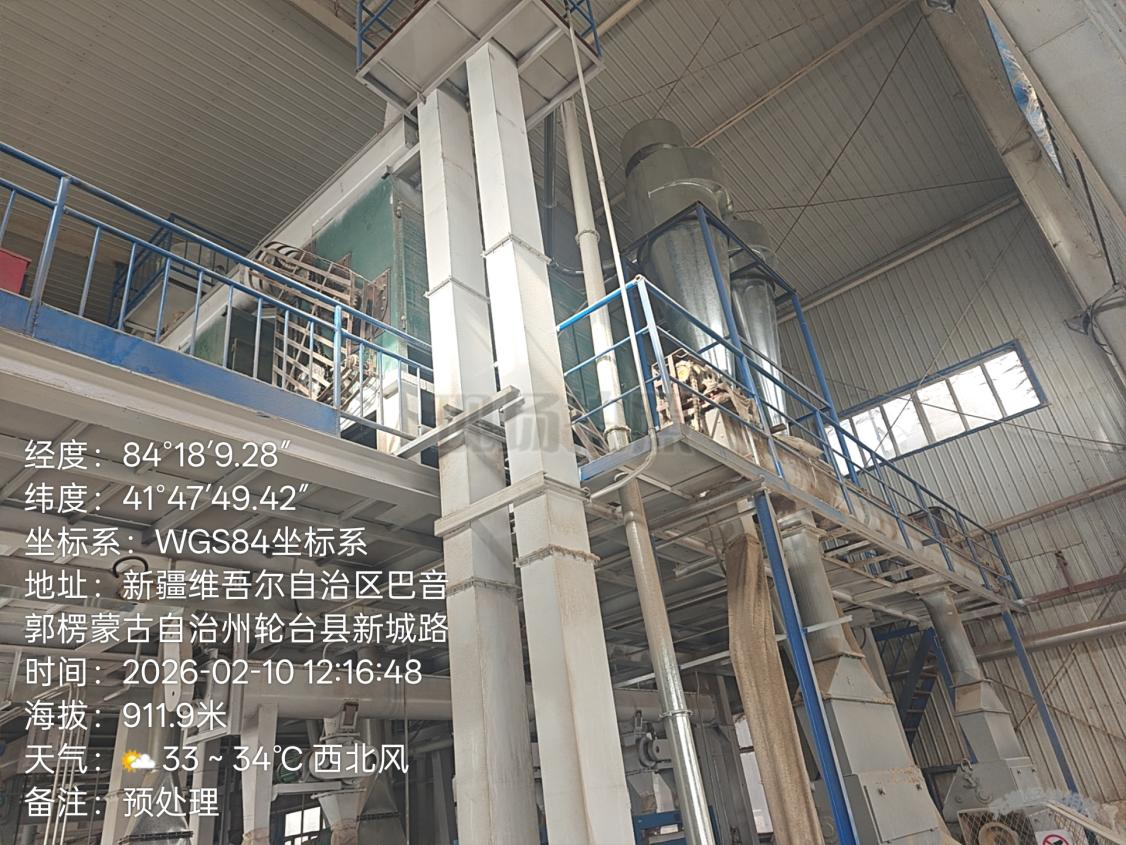 经度：84°18′9.28″
纬度：41°47′49.42″
坐标系：WGS84坐标系
地址：新疆维吾尔自治区巴音
郭楞蒙古自治州轮台县新城路
时间：2026-02-10 12:16:48
海拔：911.9米
天气：⛅33 ~ 34℃ 西北风
备注：预处理